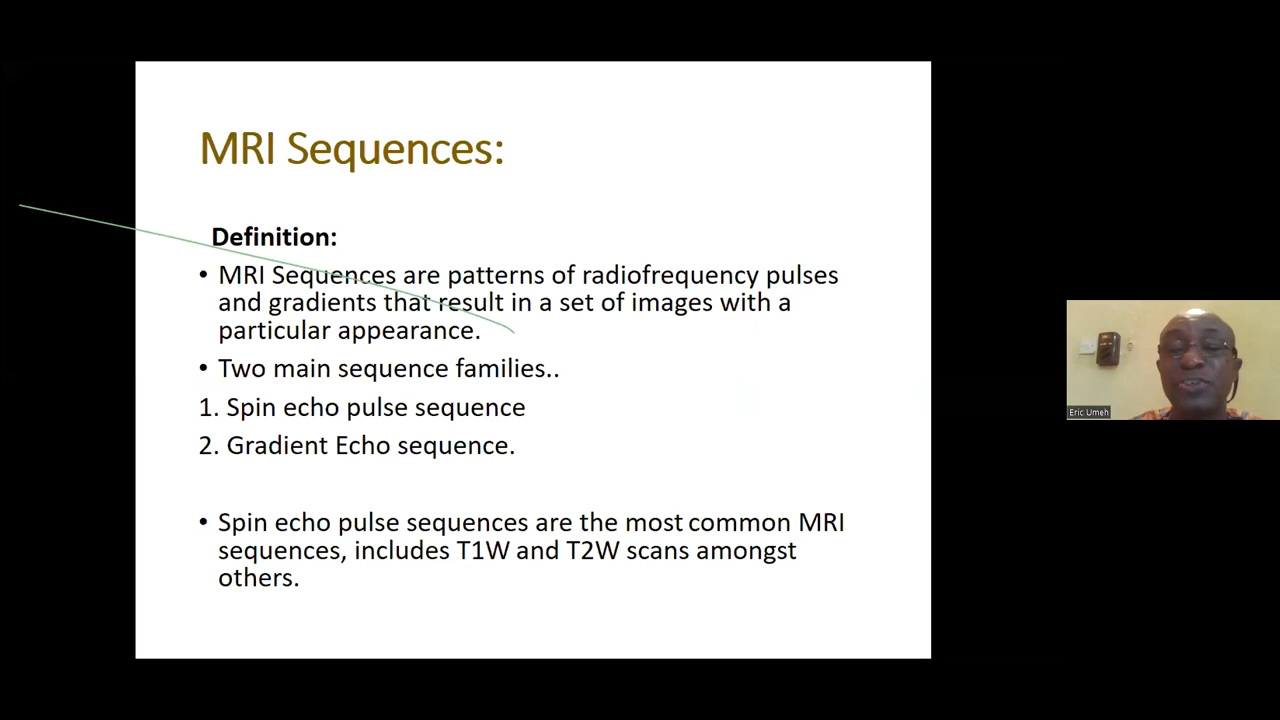 MRI Sequences:
Definition:
• MRI Sequences are patterns of radiofrequency pulses
and gradients that result in a set of images with a
particular appearance.
• Two main sequence families..
1. Spin echo pulse sequence
2. Gradient Echo sequence.
• Spin echo pulse sequences are the most common MRI
sequences, includes T1W and T2W scans amongst
others.
Eric Umeh